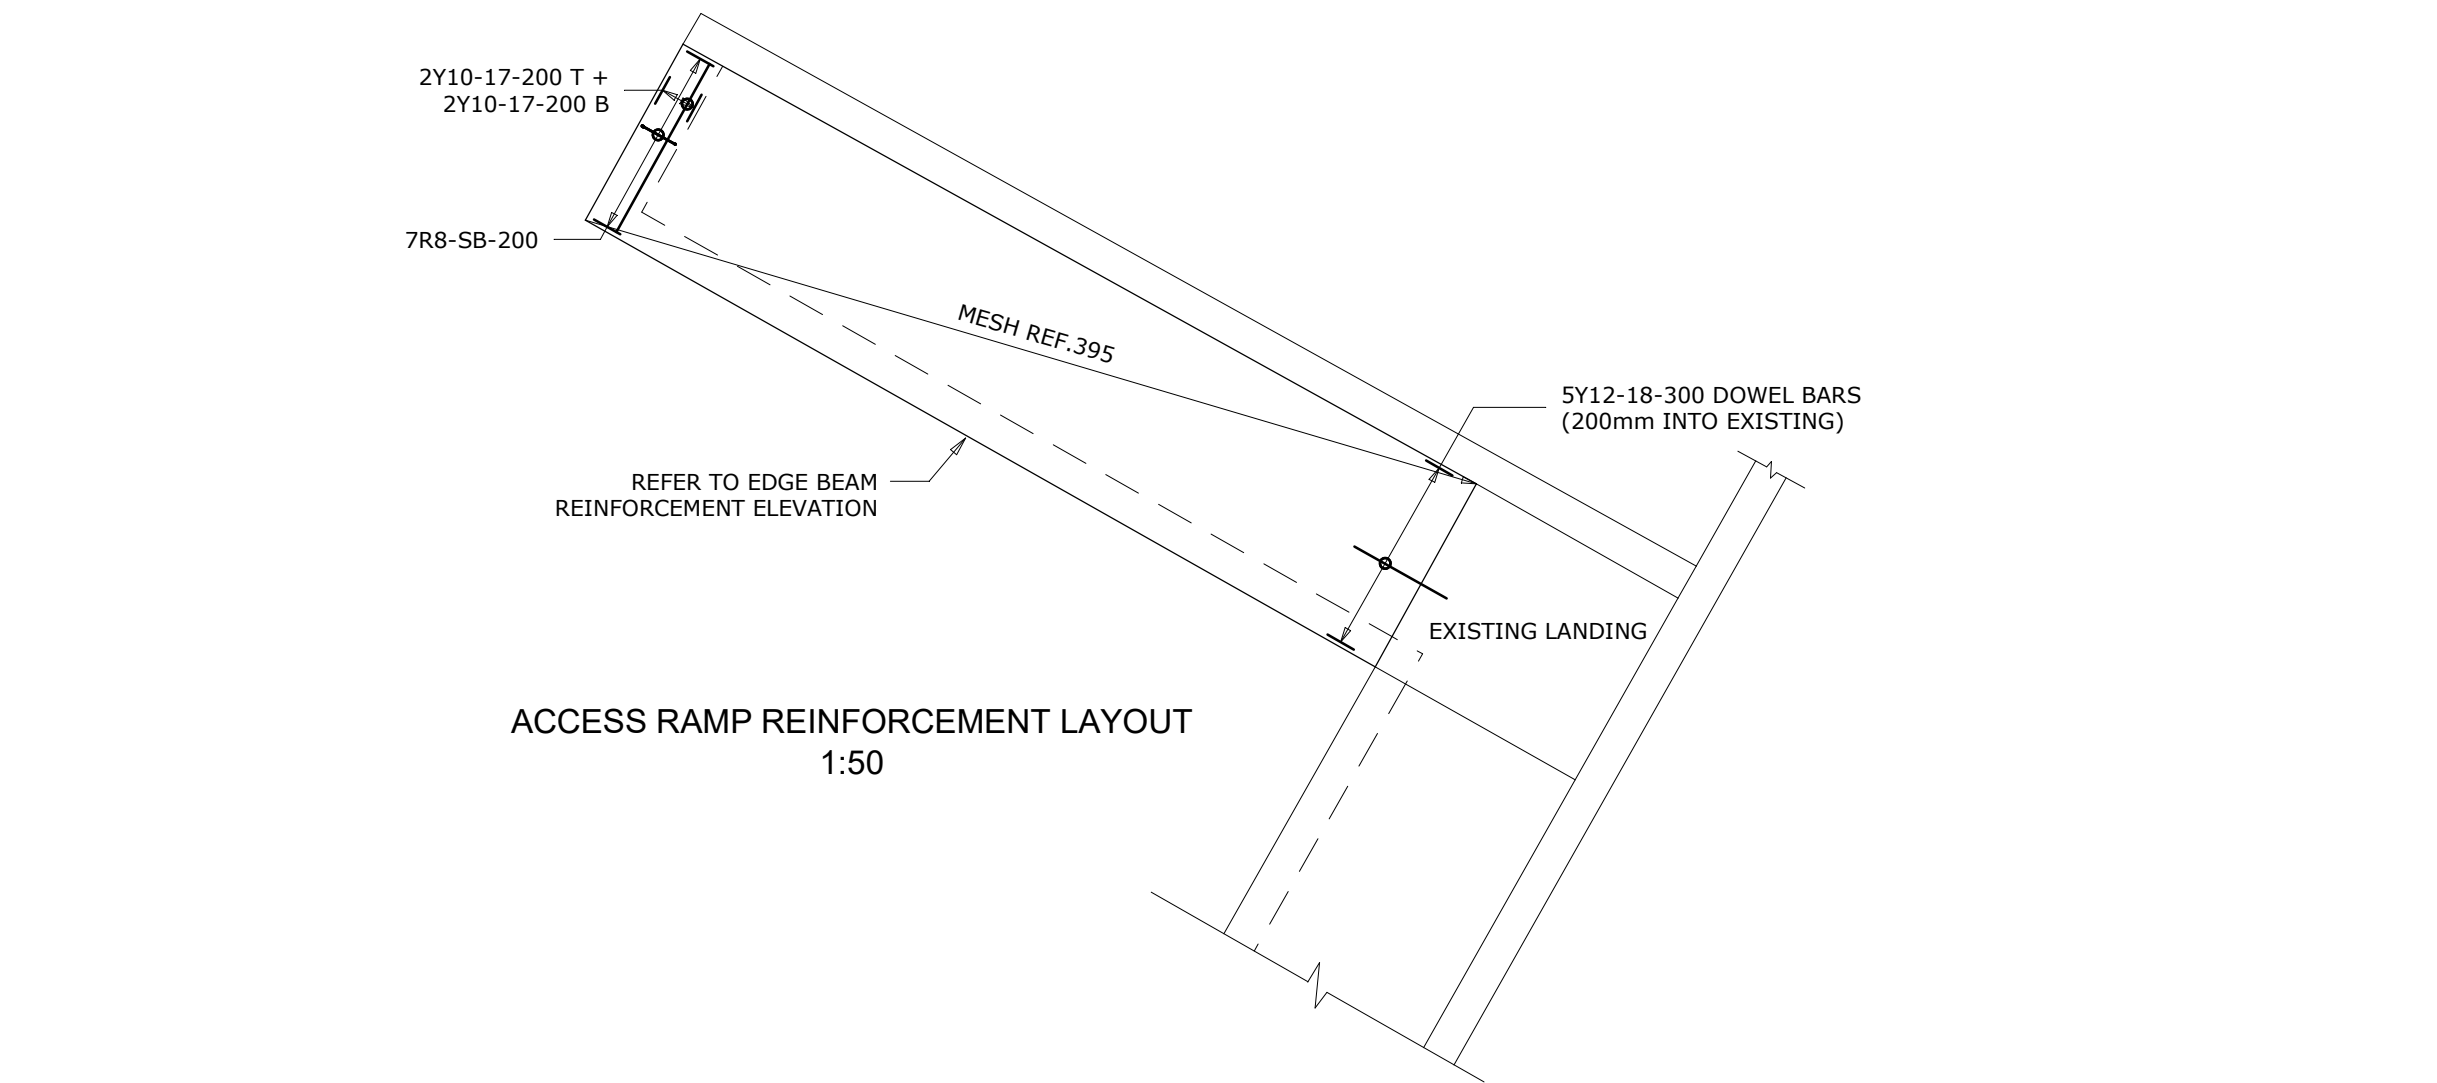 2Y10-17-200 T +
2Y10-17-200 B
7R8-SB-200
MESH REF.395
5Y12-18-300 DOWEL BARS
(200mm INTO EXISTING)
REFER TO EDGE BEAM
REINFORCEMENT ELEVATION
EXISTING LANDING
ACCESS RAMP REINFORCEMENT LAYOUT
1:50